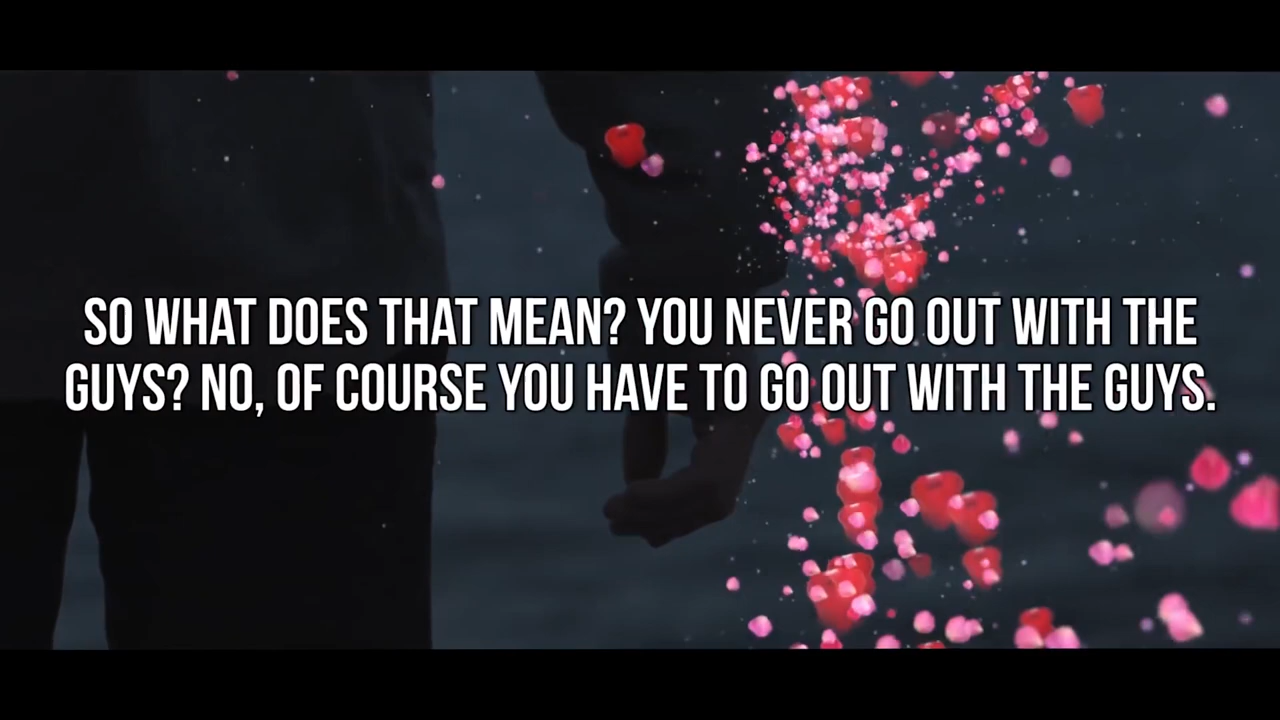 SO WHAT DOES THAT MEAN? YOU NEVER GO OUT WITH THE
GUYS? NO, OF COURSE YOU HAVE TO GO OUT WITH THE GUYS.